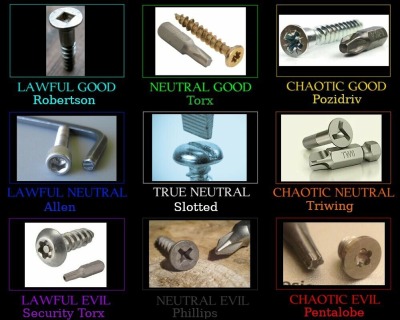 LAWFUL GOOD
Robertson
NEUTRAL GOOD
Torx
CHAOTIC GOOD
Pozidriv
LAWFUL NEUTRAL
Allen
TRUE NEUTRAL
Slotted
CHAOTIC NEUTRAL
Triwing
LAWFUL EVIL
Security Torx
NEUTRAL EVIL
Phillips
CHAOTIC EVIL
Pentalobe